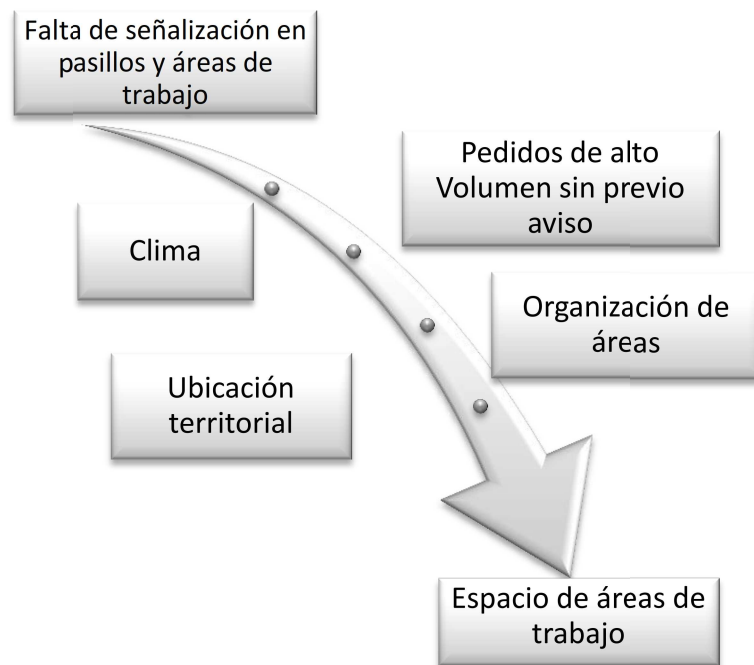 Falta de señalización en
pasillos y áreas de
trabajo
Pedidos de alto
Volumen sin previo
aviso
Clima
Organización de
áreas
Ubicación
territorial
Espacio de áreas de
trabajo